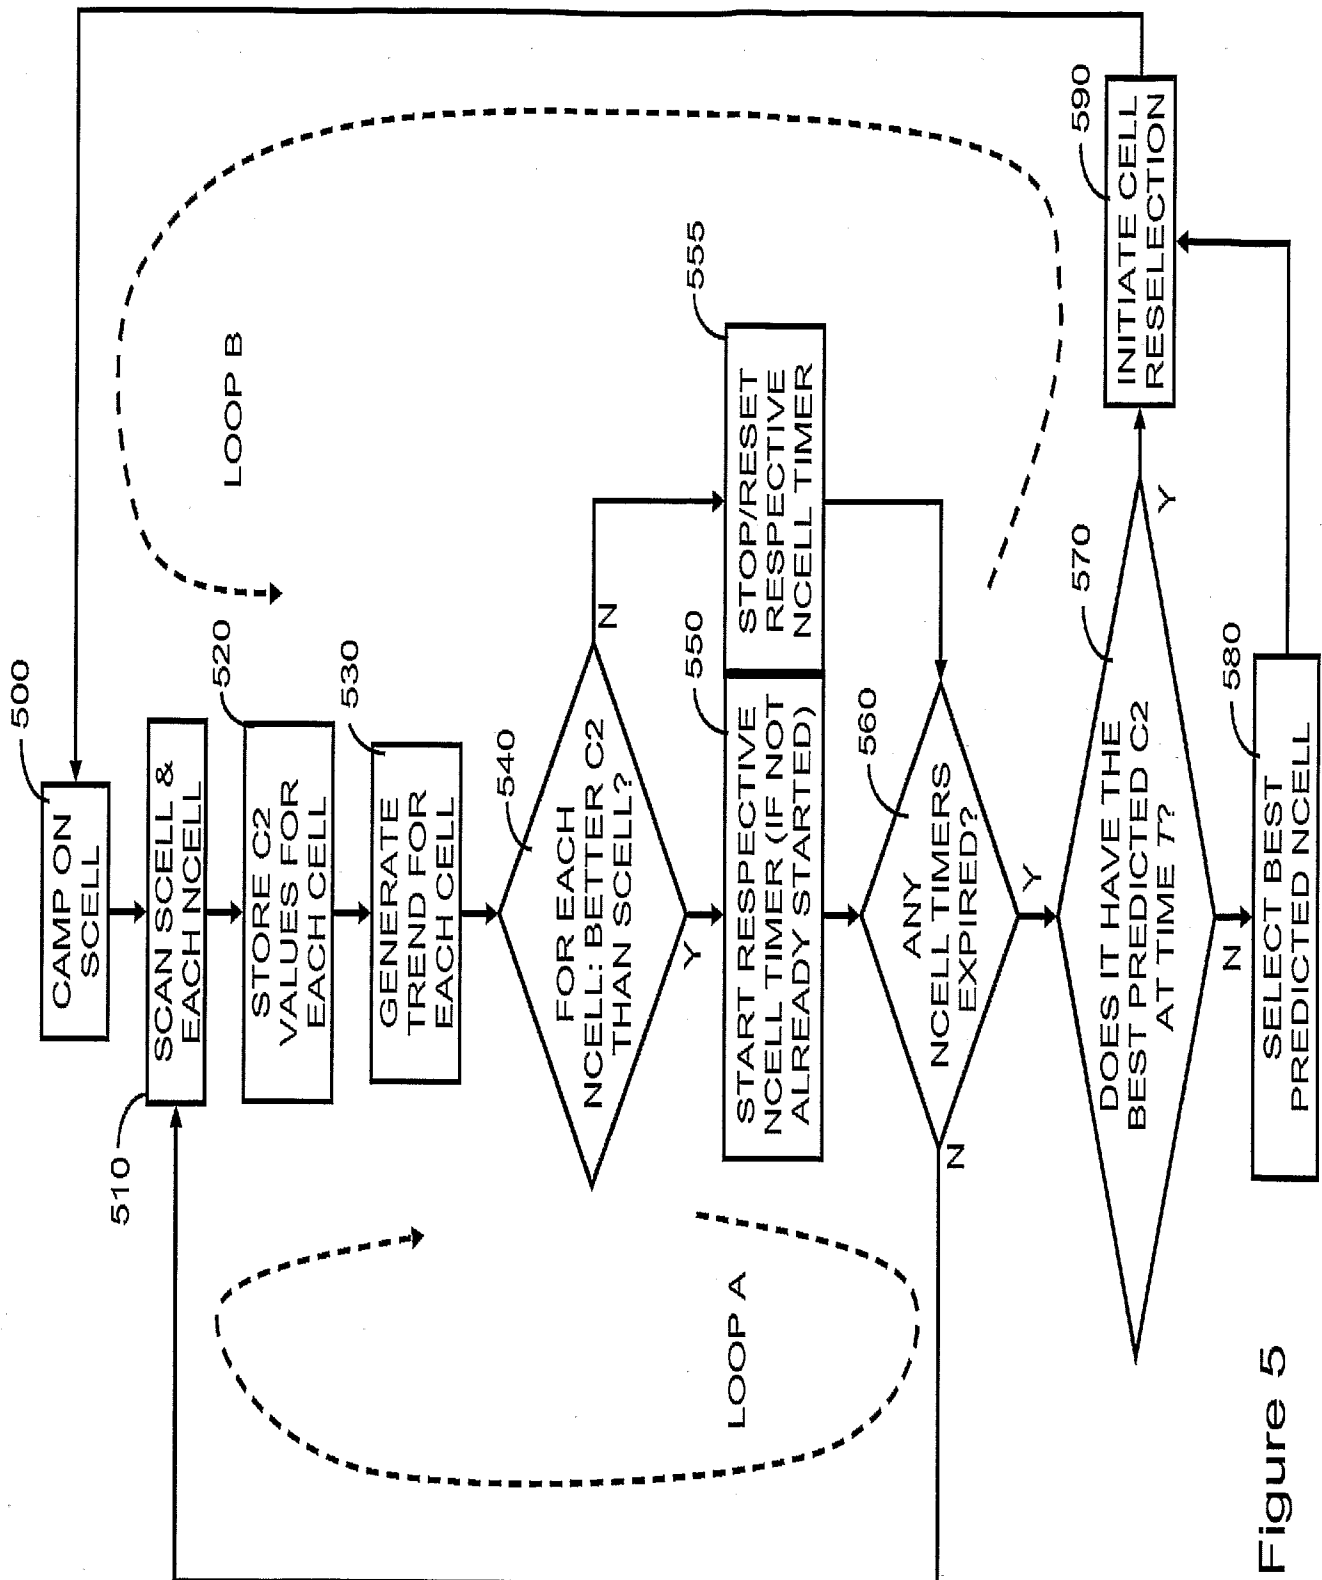 500
CAMP ON
SCELL
510
SCAN SCELL &
EACH NCELL
520
STORE C2
VALUES FOR
EACH CELL
530
GENERATE
TREND FOR
EACH CELL
540
FOR EACH
NCELL: BETTER C2
THAN SCELL?
N
Y
550
START RESPECTIVE
NCELL TIMER (IF NOT
ALREADY STARTED)
555
STOP/RESET
RESPECTIVE
NCELL TIMER
560
ANY
NCELL TIMERS
EXPIRED?
N
Y
570
DOES IT HAVE THE
BEST PREDICTED C2
AT TIME T?
Y
N
580
SELECT BEST
PREDICTED NCELL
590
INITIATE CELL
RESELECTION
LOOP A
LOOP B
Figure 5